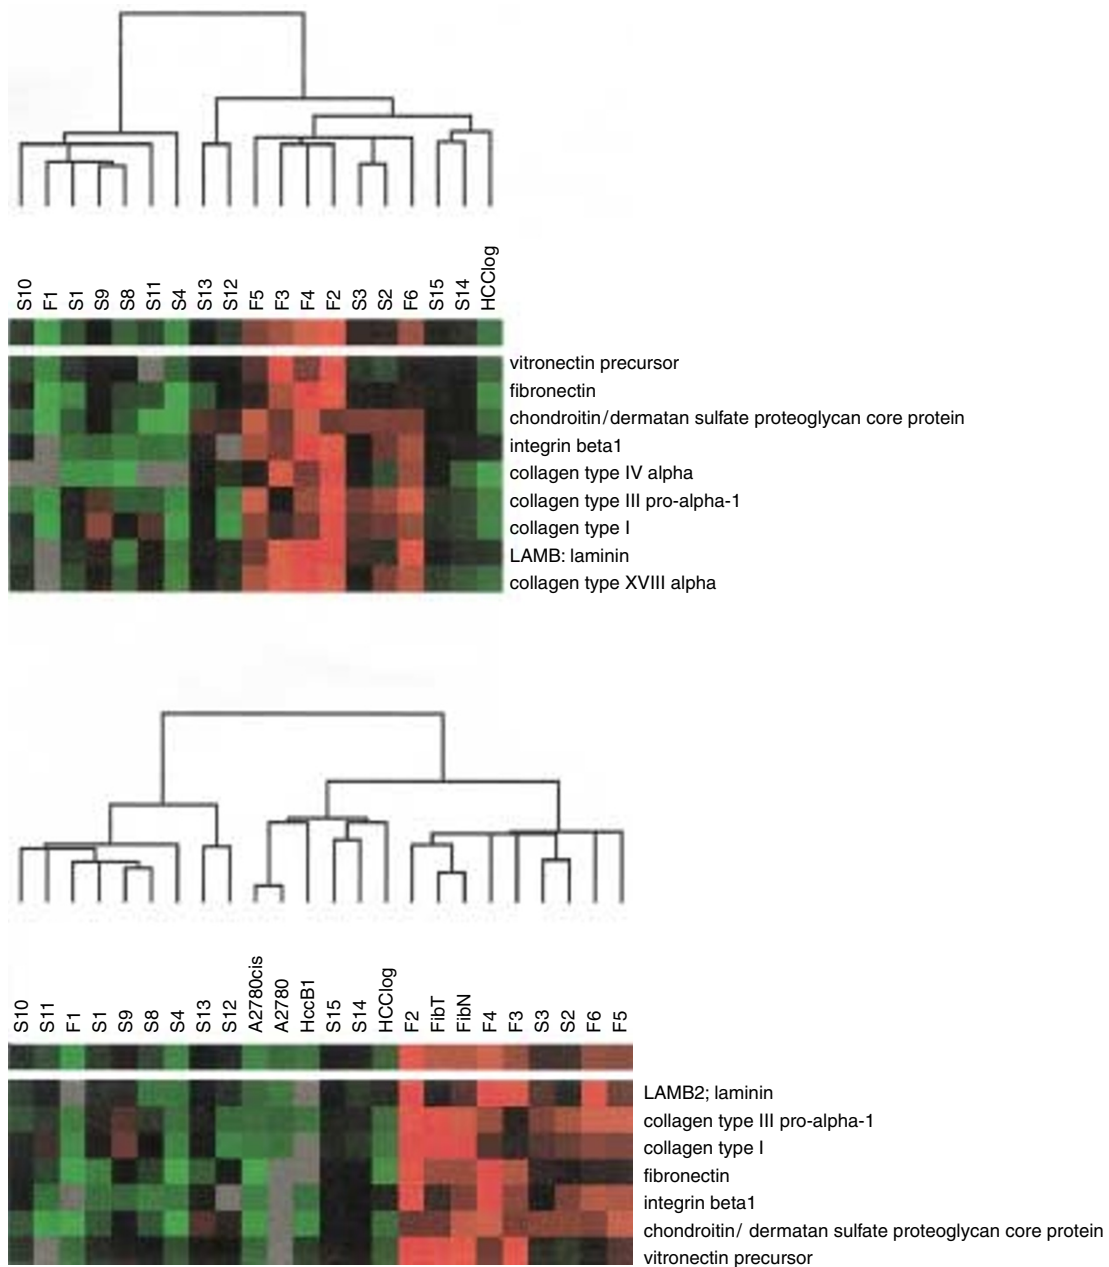 S10 F1 S1 S9 S8 S11 S4 S13 S12 F5 F3 F4 F2 S3 S2 F6 S15 S14 HCClog
vitronectin precursor
fibronectin
chondroitin/dermatan sulfate proteoglycan core protein
integrin beta1
collagen type IV alpha
collagen type III pro-alpha-1
collagen type I
LAMB: laminin
collagen type XVIII alpha
S10 S11 F1 S1 S9 S8 S4 S13 S12 A2780cis A2780 HccB1 S15 S14 HCClog F2 FibT FibN F4 F3 S3 S2 F6 F5
LAMB2; laminin
collagen type III pro-alpha-1
collagen type I
fibronectin
integrin beta1
chondroitin/ dermatan sulfate proteoglycan core protein
vitronectin precursor